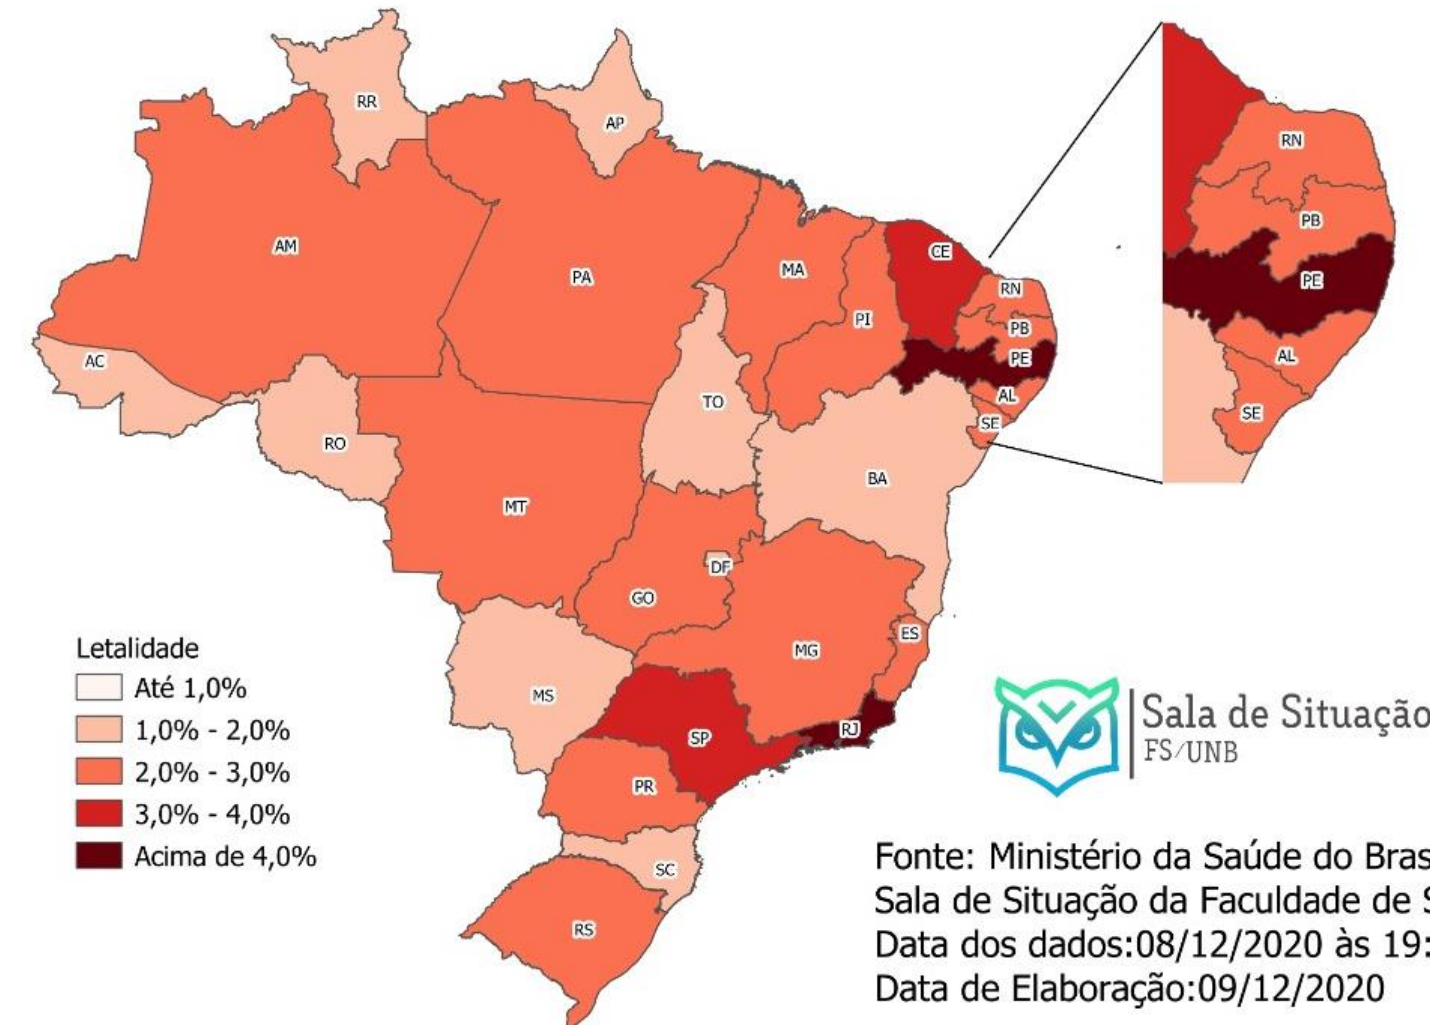 RR
AP
AM
PA
MA
CE
RN
PI
PB
PE
AC
TO
AL
SE
RO
BA
MT
DF
GO
ES
MG
MS
RJ
SP
PR
SC
RS
RN
PB
PE
AL
SE
Letalidade
Até 1,0%
1,0% - 2,0%
2,0% - 3,0%
3,0% - 4,0%
Acima de 4,0%
Sala de Situação
FS/UNB
Fonte: Ministério da Saúde do Bras
Sala de Situação da Faculdade de S
Data dos dados:08/12/2020 às 19:
Data de Elaboração:09/12/2020